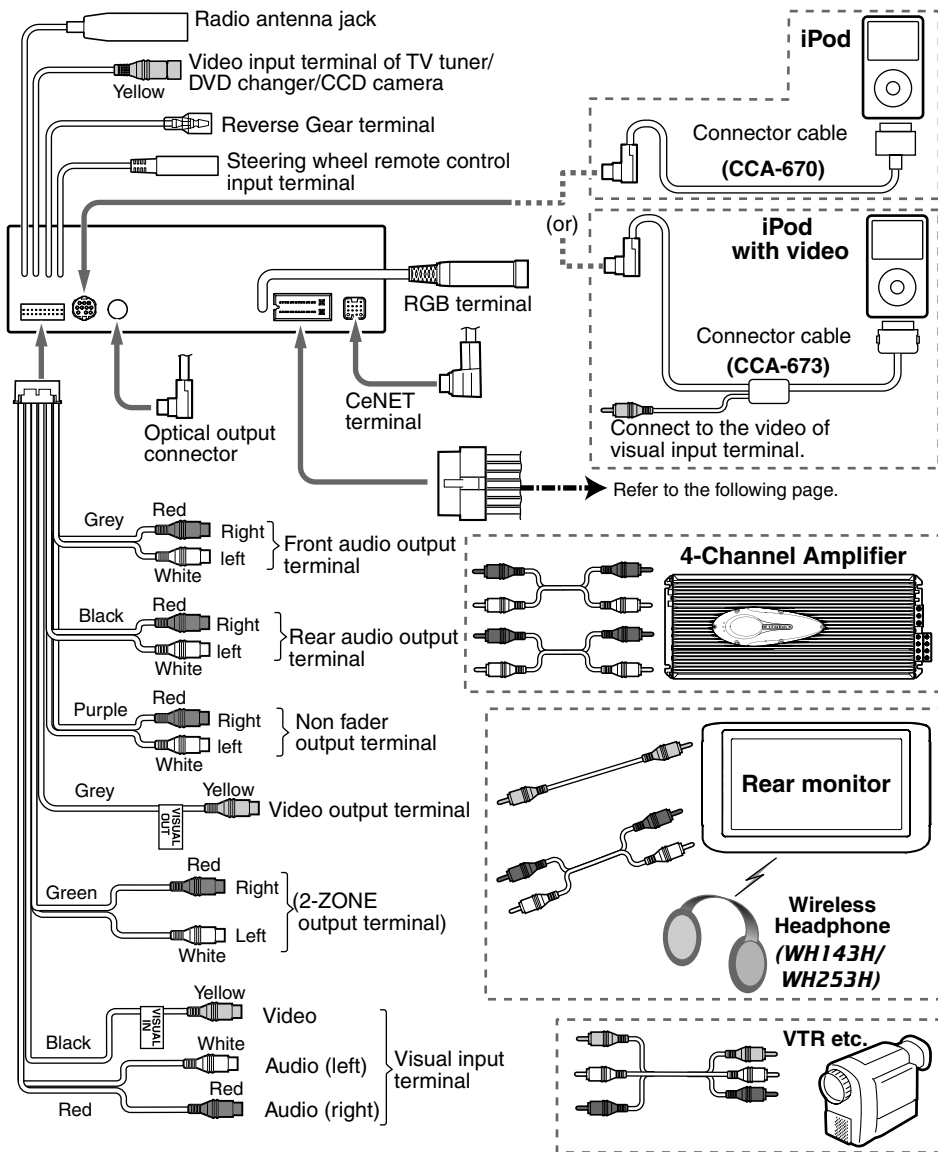 Radio antenna jack
Video input terminal of TV tuner/
DVD changer/CCD camera
Yellow
Reverse Gear terminal
Steering wheel remote control
input terminal
iPod
Connector cable
(CCA-670)
(or)
iPod
with video
Connector cable
(CCA-673)
Connect to the video of
visual input terminal.
RGB terminal
CeNET
terminal
Optical output
connector
Refer to the following page.
Grey
Red
Right
left
White
Front audio output
terminal
Black
Red
Right
left
White
Rear audio output
terminal
Purple
Red
Right
left
White
Non fader
output terminal
4-Channel Amplifier
Grey
VISUAL
OUT
Yellow
Video output terminal
Green
Red
Right
Left
White
(2-ZONE
output terminal)
Rear monitor
Wireless
Headphone
(WH143H/
WH253H)
Black
VISUAL
IN
Yellow
Video
White
Audio (left)
Red
Red
Audio (right)
Visual input
terminal
VTR etc.